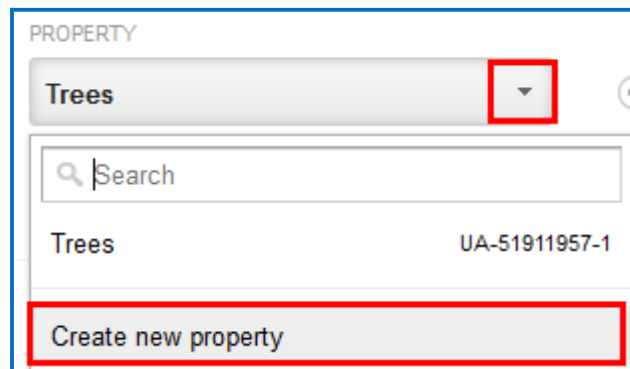 PROPERTY
Trees
Search
Trees UA-51911957-1
Create new property